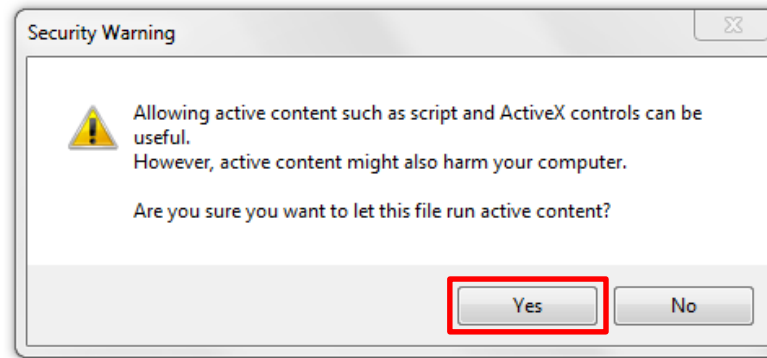 Security Warning
Allowing active content such as script and ActiveX controls can be
useful.
However, active content might also harm your computer.
Are you sure you want to let this file run active content?
Yes
No